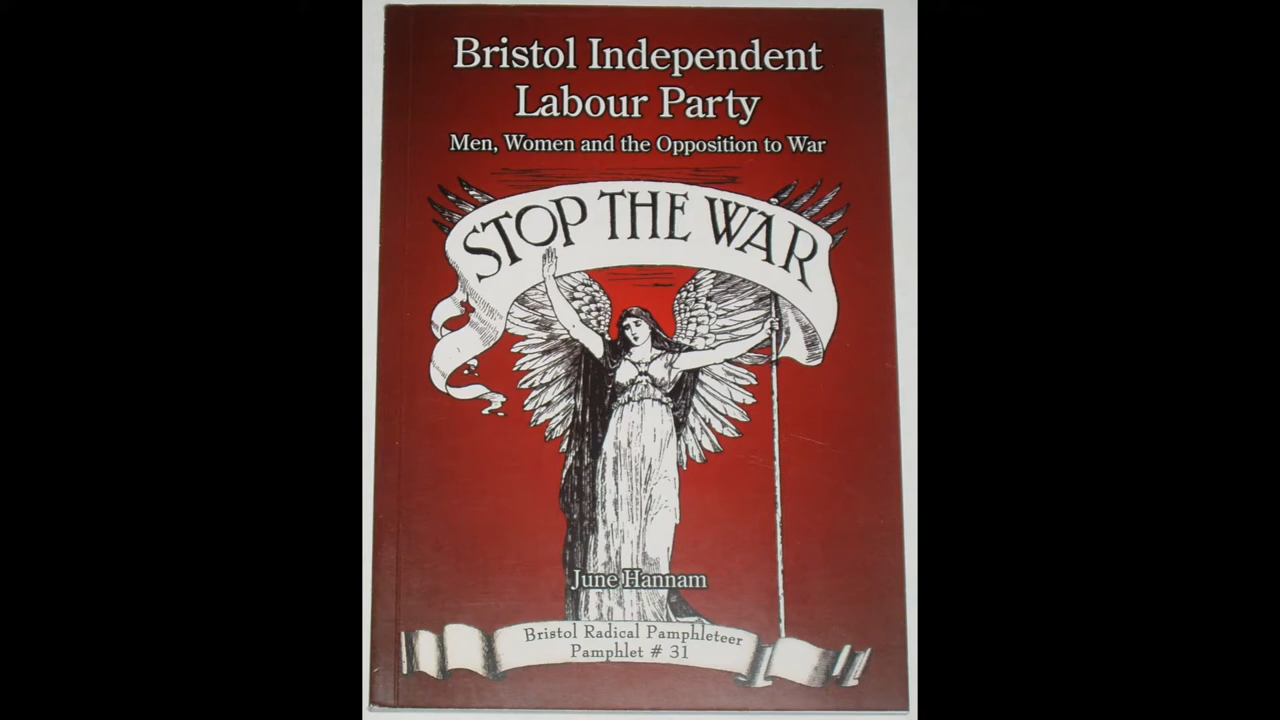 Bristol Independent
Labour Party
Men, Women and the Opposition to War
STOP THE WAR
June Hannam
Bristol Radical Pamphleteer
Pamphlet # 31